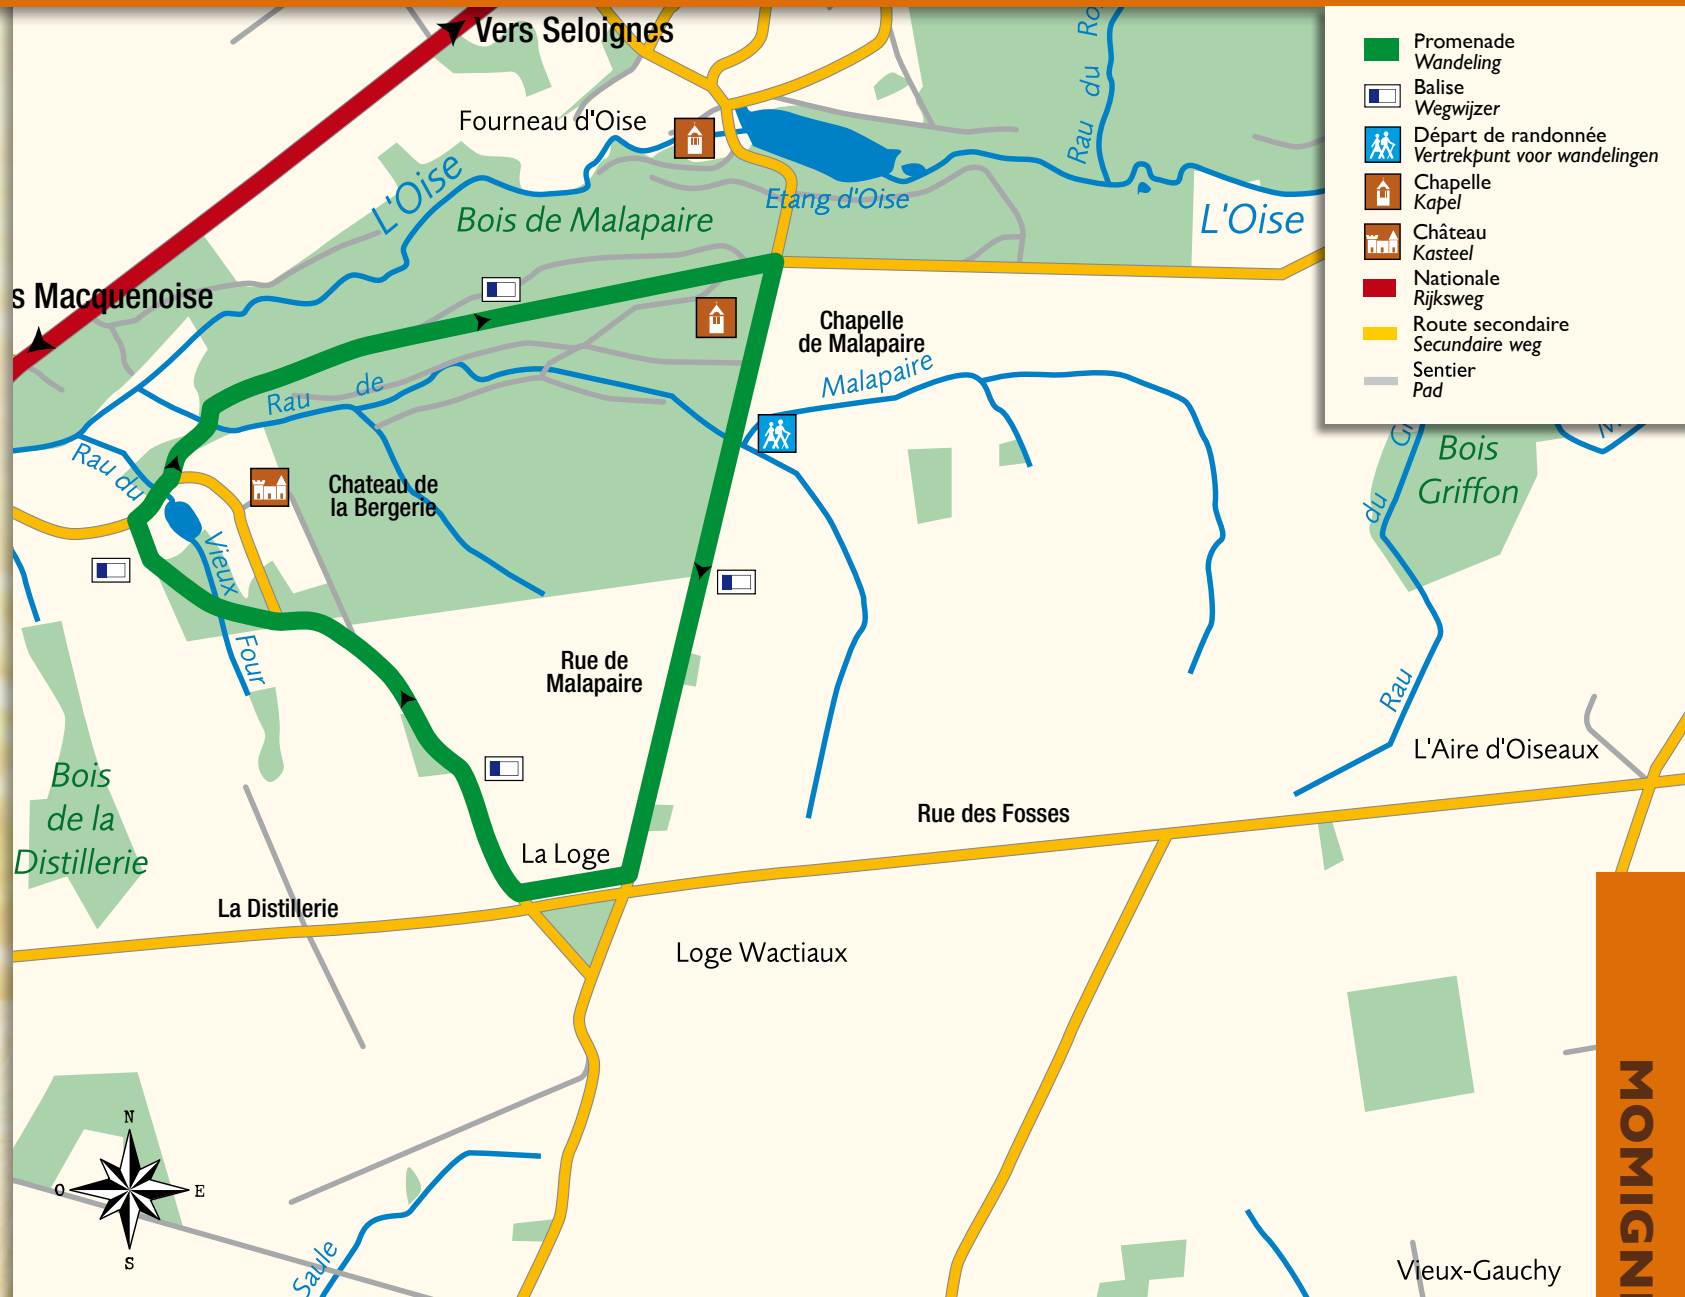 Vers Seloignes
Fourneau d'Oise
L'Oise
Bois de Malapaire
Etang d'Oise
Rau du
L'Oise
s Macquenoise
Chapelle
de Malapaire
Malapaire
Rau de
Rau du
Vieux
Four
Chateau de
la Bergerie
Rue de
Malapaire
Bois
de la
Distillerie
La Loge
La Distillerie
Rue des Fosses
Loge Wactiaux
L'Aire d'Oiseaux
Bois
Griffon
Rau du
Vieux-Gauchy
Saule
N
O
E
S
Promenade
Wandeling
Balise
Wegwijzer
Départ de randonnée
Vertrekpunt voor wandelingen
Chapelle
Kapel
Château
Kasteel
Nationale
Rijksweg
Route secondaire
Secundaire weg
Sentier
Pad